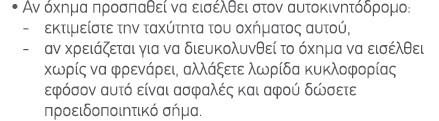 • Αν όχημα προσπαθεί να εισέλθει στον αυτοκινητόδρομο:
- εκτιμείστε την ταχύτητα του οχήματος αυτού,
- αν χρειάζεται για να διευκολυνθεί το όχημα να εισέλθει
χωρίς να φρενάρει, αλλάξετε λωρίδα κυκλοφορίας
εφόσον αυτό είναι ασφαλές και αφού δώσετε
προειδοποιητικό σήμα.